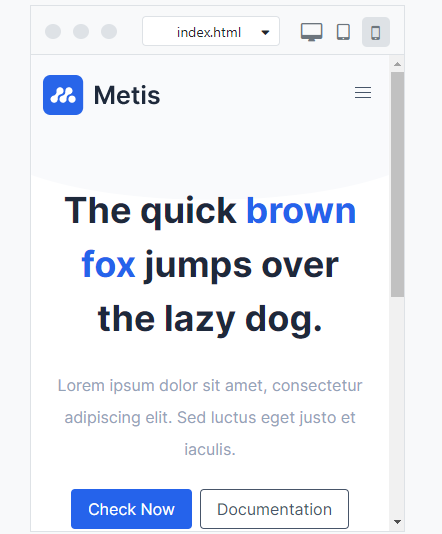 index.html
Metis
The quick brown
fox jumps over
the lazy dog.
Lorem ipsum dolor sit amet, consectetur
adipiscing elit. Sed luctus eget justo et
iaculis.
Check Now Documentation